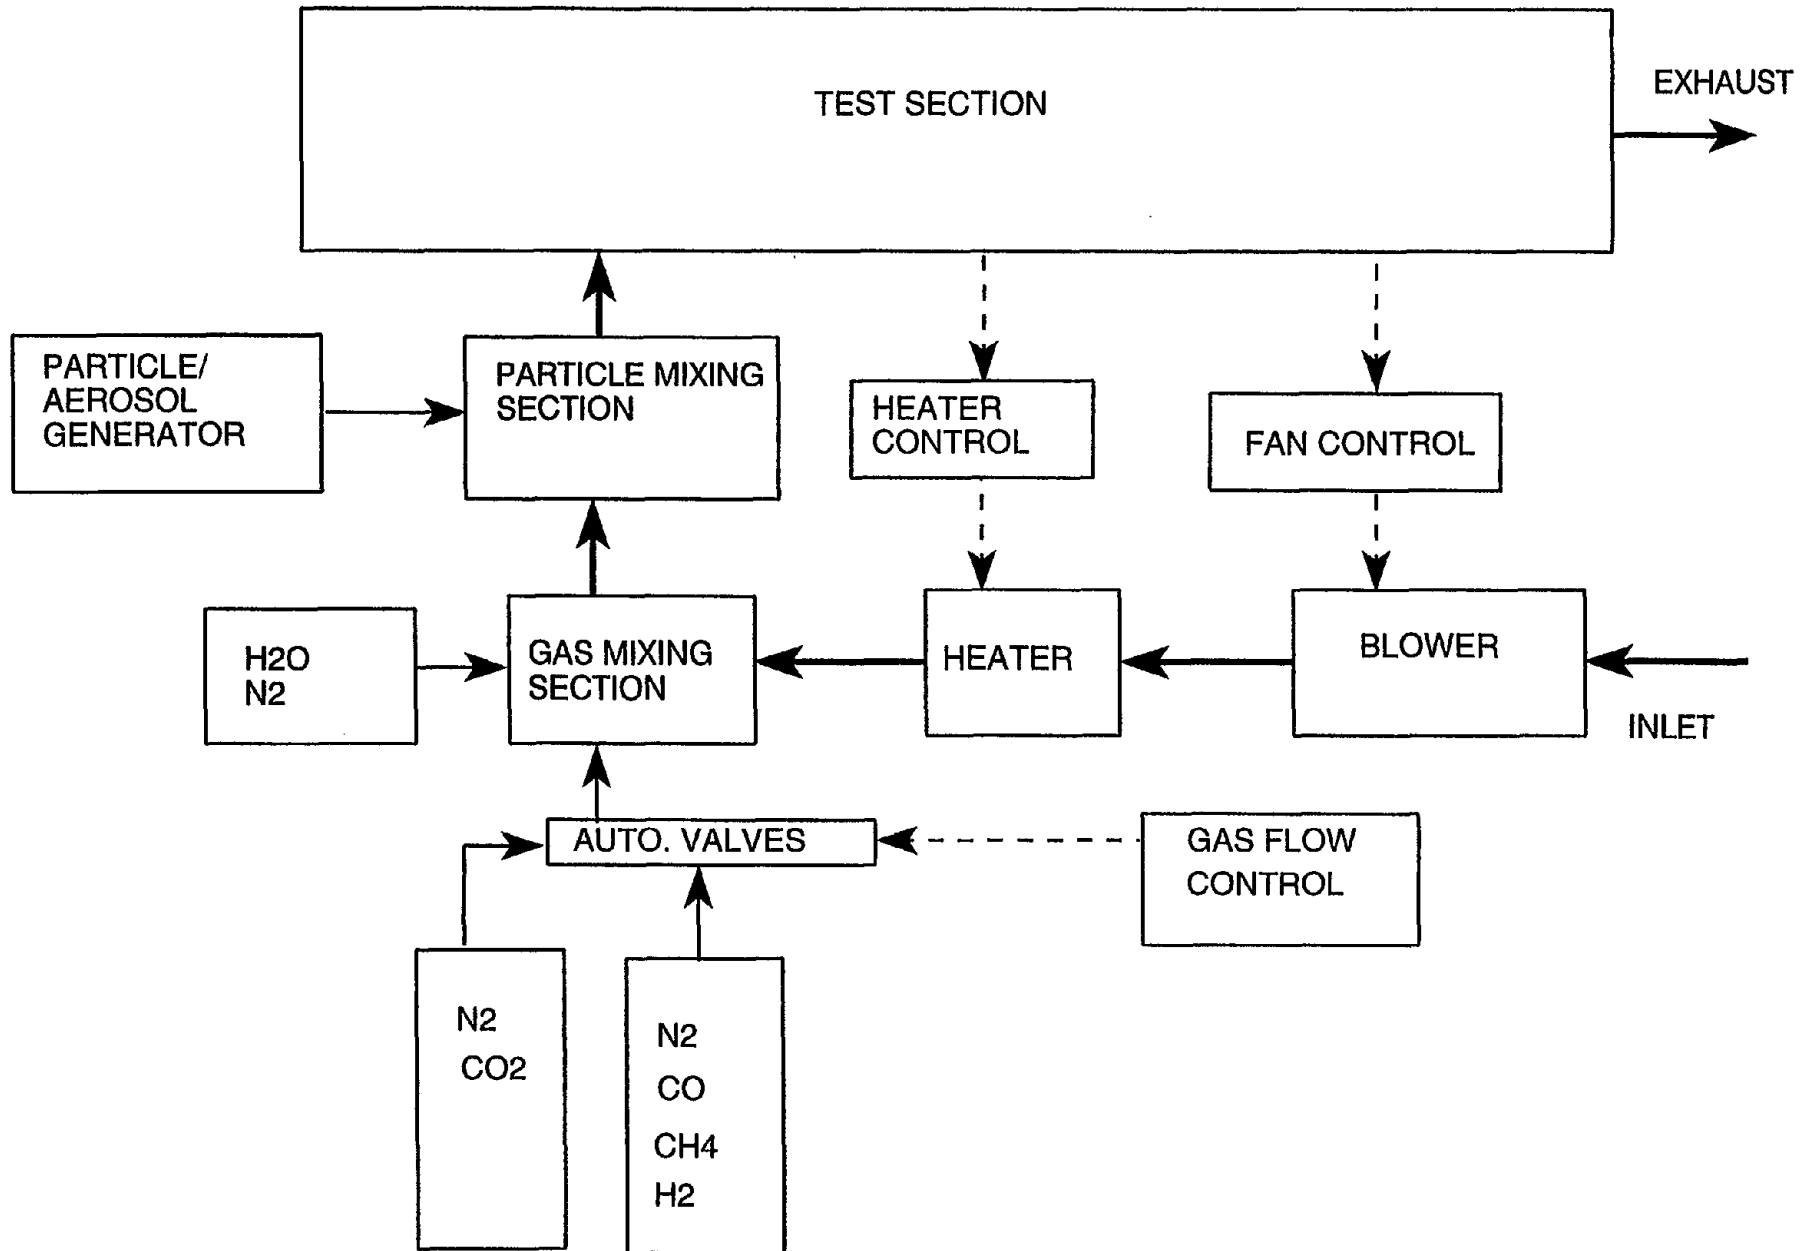 TEST SECTION
EXHAUST
PARTICLE/
AEROSOL
GENERATOR
PARTICLE MIXING
SECTION
HEATER
CONTROL
FAN CONTROL
H2O
N2
GAS MIXING
SECTION
HEATER
BLOWER
INLET
AUTO. VALVES
GAS FLOW
CONTROL
N2
CO2
N2
CO
CH4
H2